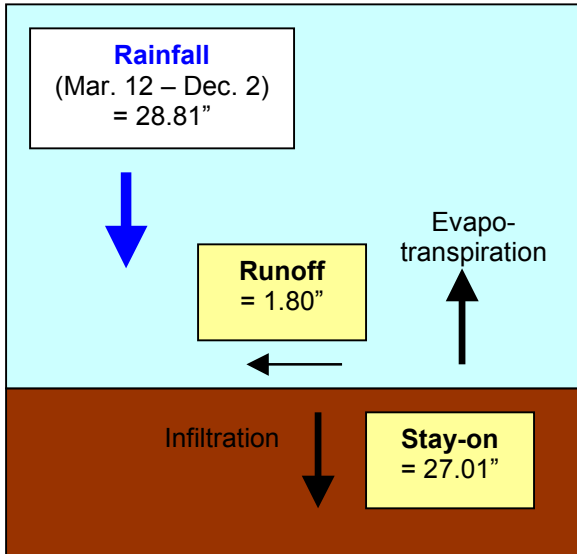 Rainfall
(Mar. 12 – Dec. 2)
= 28.81”
Evapo-
transpiration
Runoff
= 1.80”
Infiltration
Stay-on
= 27.01”